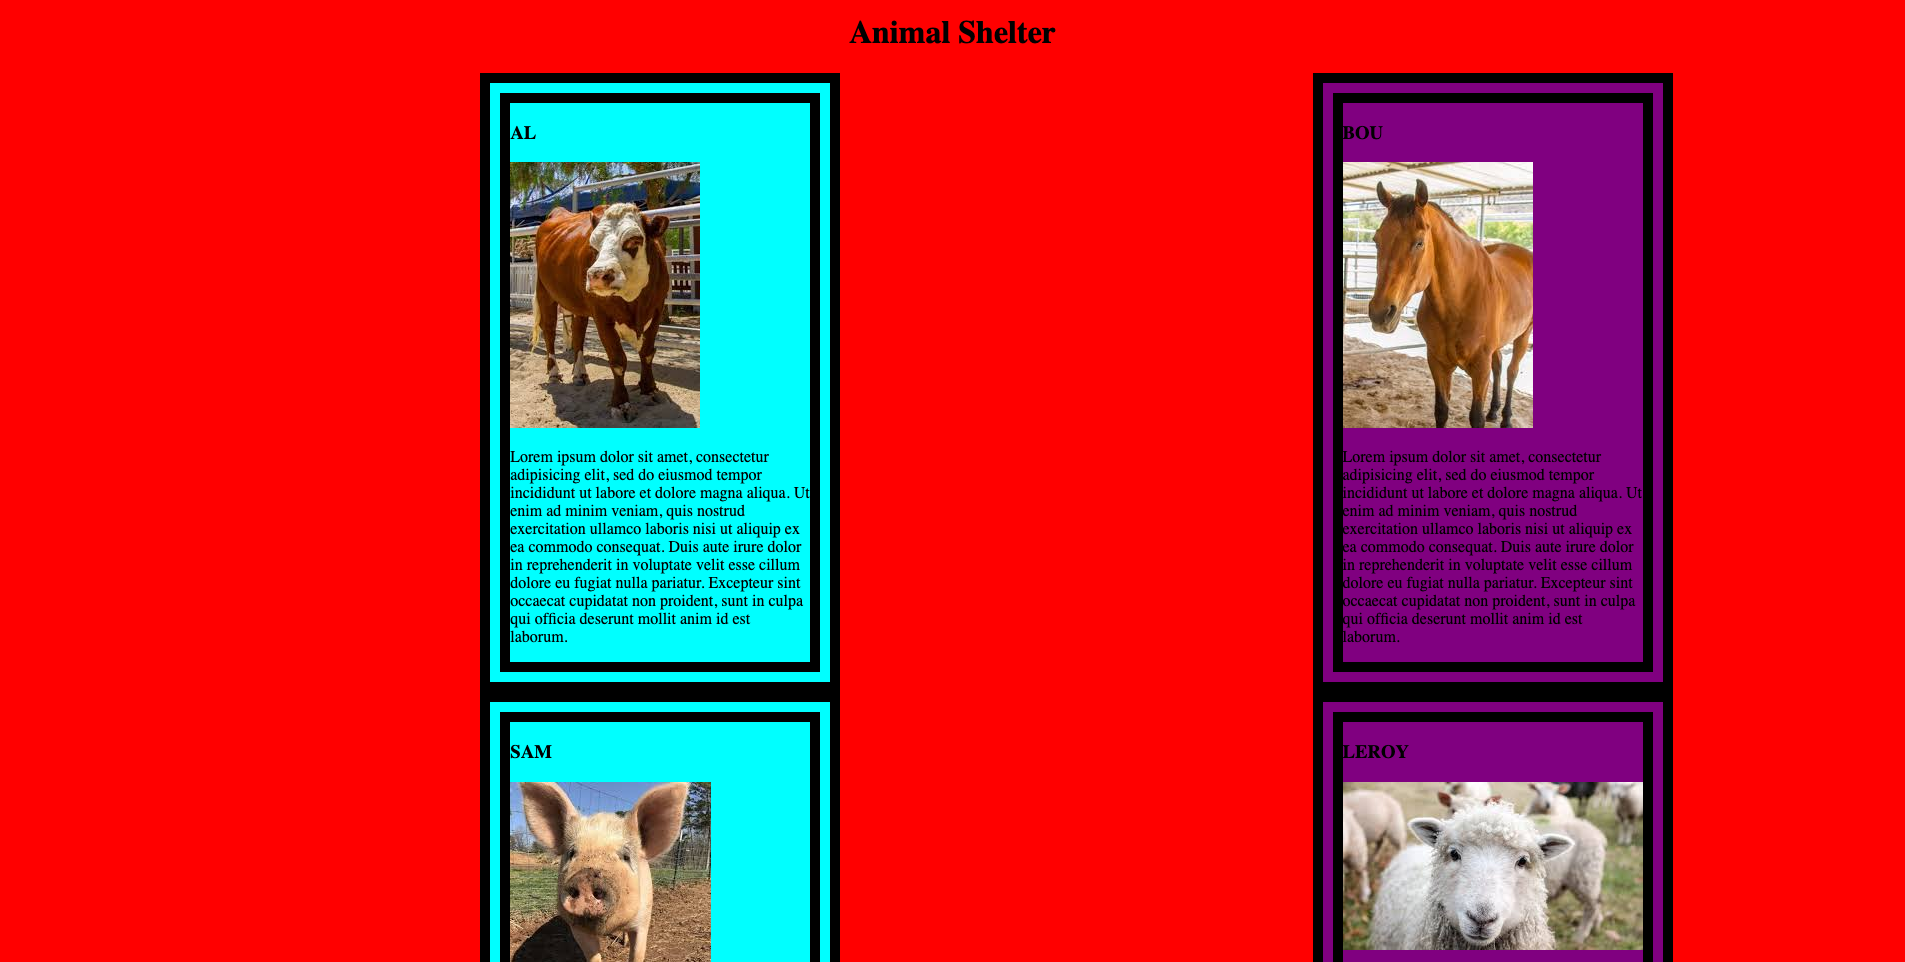 Animal Shelter
AL
Lorem ipsum dolor sit amet, consectetur
adipisicing elit, sed do eiusmod tempor
incididunt ut labore et dolore magna aliqua. Ut
enim ad minim veniam, quis nostrud
exercitation ullamco laboris nisi ut aliquip ex
ea commodo consequat. Duis aute irure dolor
in reprehenderit in voluptate velit esse cillum
dolore eu fugiat nulla pariatur. Excepteur sint
occaecat cupidatat non proident, sunt in culpa
qui officia deserunt mollit anim id est
laborum.
SAM
BOU
Lorem ipsum dolor sit amet, consectetur
adipisicing elit, sed do eiusmod tempor
incididunt ut labore et dolore magna aliqua. Ut
enim ad minim veniam, quis nostrud
exercitation ullamco laboris nisi ut aliquip ex
ea commodo consequat. Duis aute irure dolor
in reprehenderit in voluptate velit esse cillum
dolore eu fugiat nulla pariatur. Excepteur sint
occaecat cupidatat non proident, sunt in culpa
qui officia deserunt mollit anim id est
laborum.
LEROY